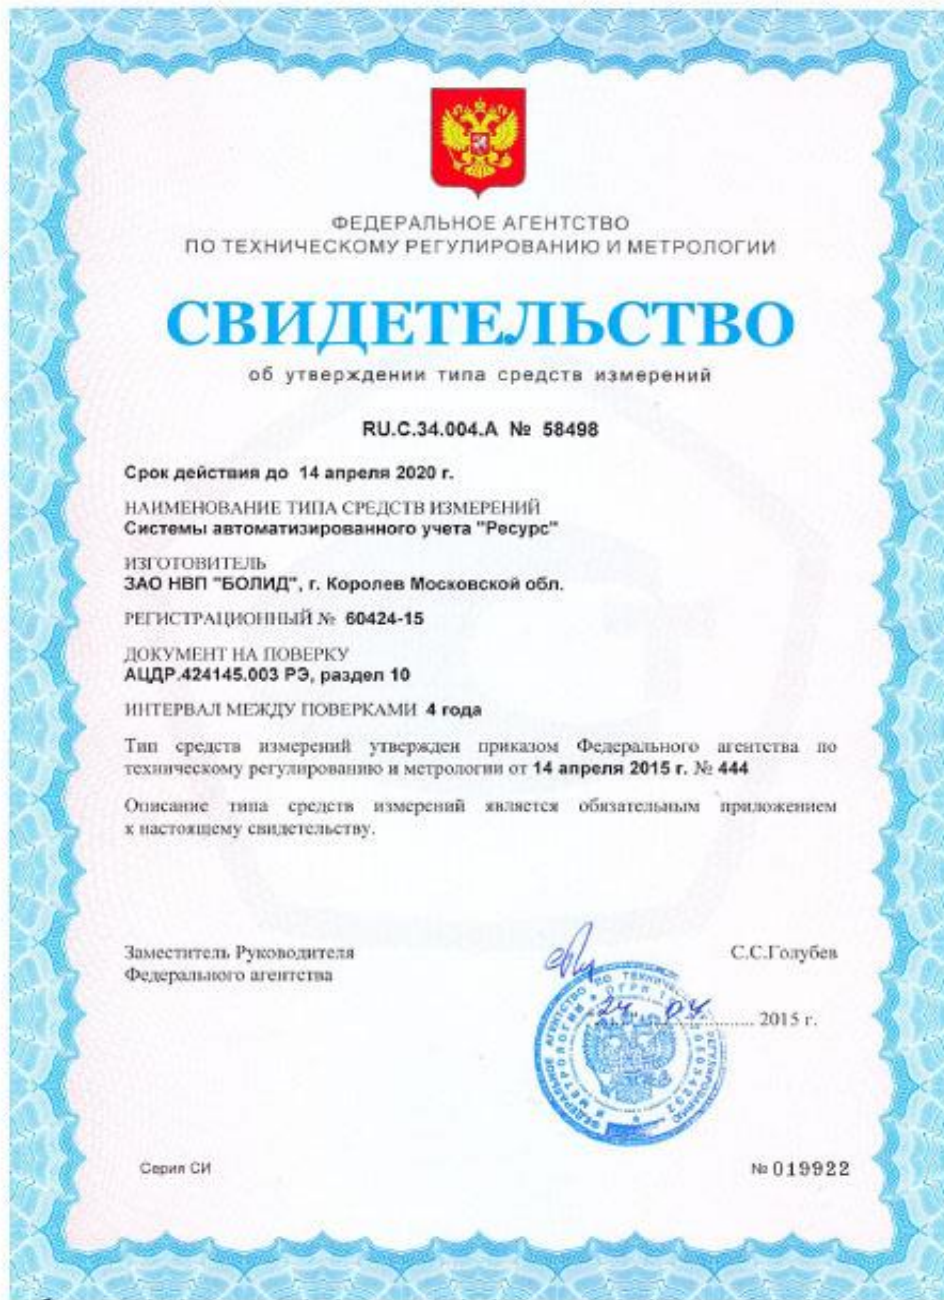 ФЕДЕРАЛЬНОЕ АГЕНТСТВО
ПО ТЕХНИЧЕСКОМУ РЕГУЛИРОВАНИЮ И МЕТРОЛОГИИ
СВИДЕТЕЛЬСТВО
об утверждении типа средств измерений
RU.C.34.004.A № 58498
Срок действия до 14 апреля 2020 г.
НАИМЕНОВАНИЕ ТИПА СРЕДСТВ ИЗМЕРЕНИЙ
Системы автоматизированного учета "Ресурс"
ИЗГОТОВИТЕЛЬ
ЗАО НВП "БОЛИД", г. Королев Московской обл.
РЕГИСТРАЦИОННЫЙ № 60424-15
ДОКУМЕНТ НА ПОВЕРКУ
АЦДР.424145.003 РЭ, раздел 10
ИНТЕРВАЛ МЕЖДУ ПОВЕРКАМИ 4 года
Тип средств измерений утвержден приказом Федерального агентства по
техническому регулированию и метрологии от 14 апреля 2015 г. № 444
Описание типа средств измерений является обязательным приложением
к настоящему свидетельству.
Заместитель Руководителя
Федерального агентства
С.С.Голубев
24 04 2015 г.
Серия СИ
№ 019922